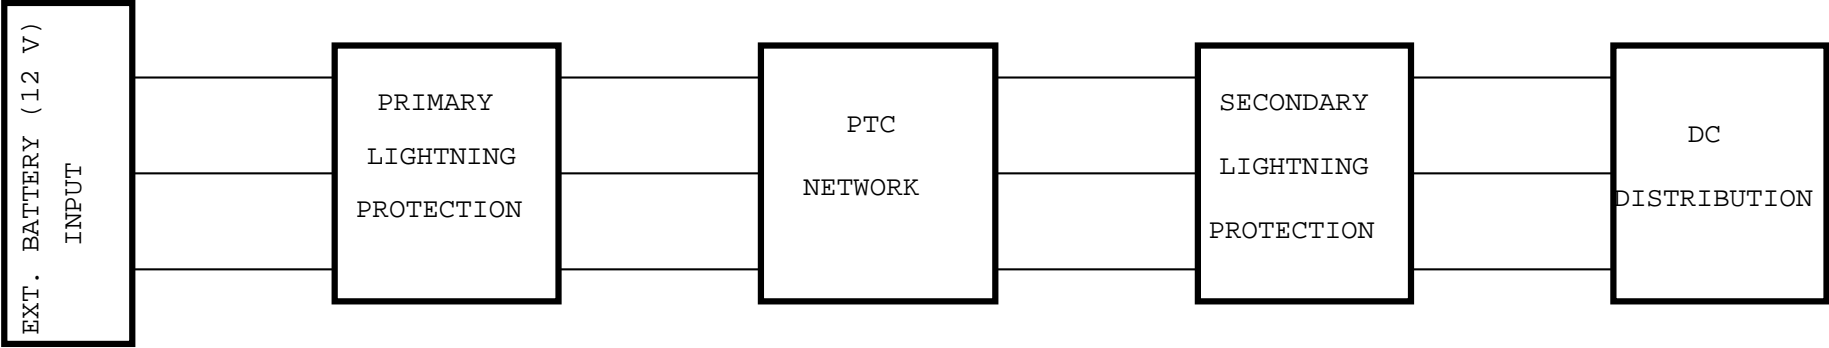 EXT. BATTERY (12 V)
INPUT
PRIMARY
LIGHTNING
PROTECTION
PTC
NETWORK
SECONDARY
LIGHTNING
PROTECTION
DC
DISTRIBUTION